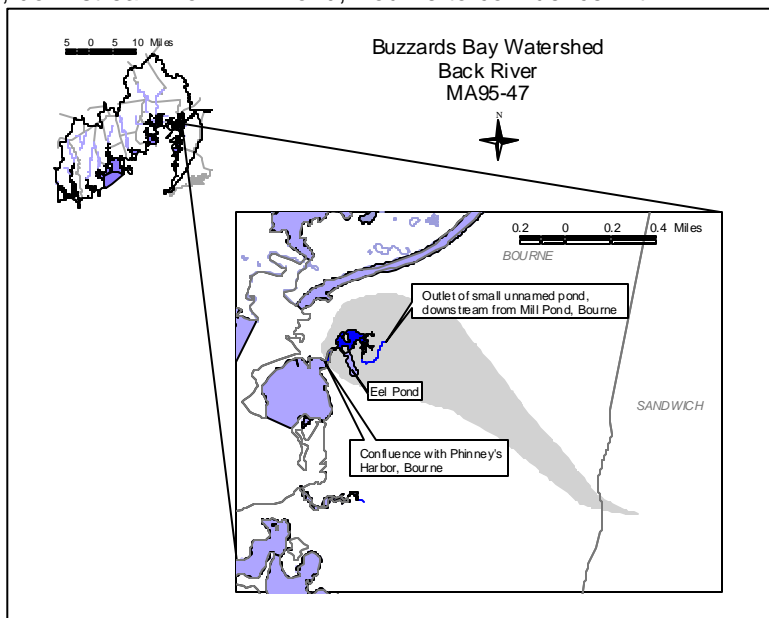 5 0 5 10 Miles
Buzzards Bay Watershed
Back River
MA95-47
N
0.2 0 0.2 0.4 Miles
BOURNE
Outlet of small unnamed pond,
downstream from Mill Pond, Bourne
Eel Pond
SANDWICH
Confluence with Phinney's
Harbor, Bourne